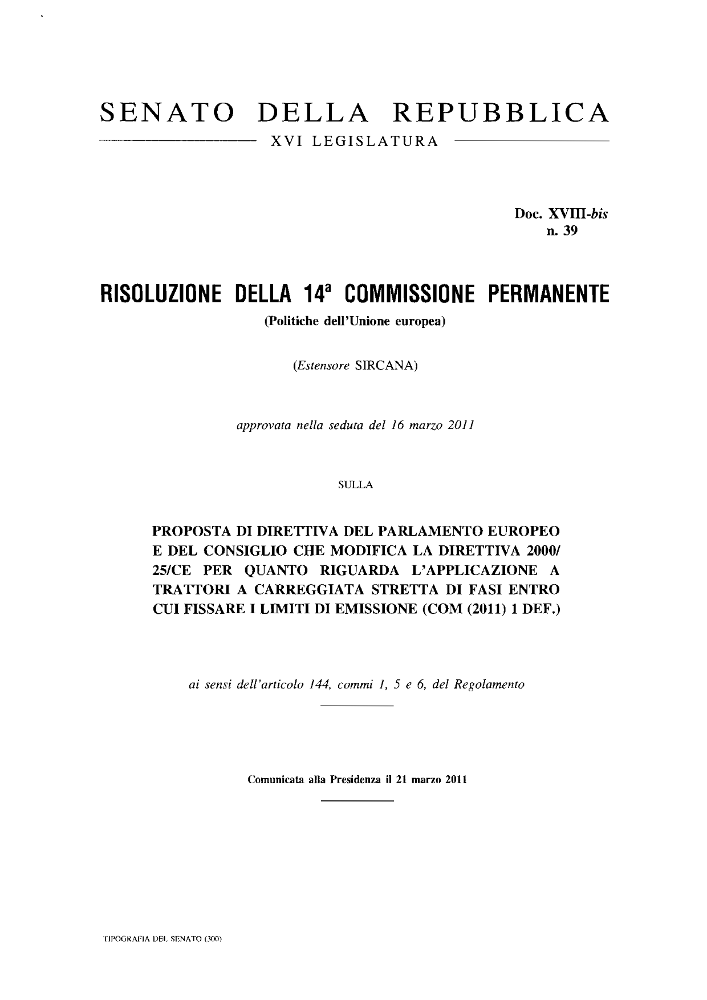 SENATO DELLA REPUBBLICA
XVI LEGISLATURA
Doc. XVIII-bis
n. 39
RISOLUZIONE DELLA 14ª COMMISSIONE PERMANENTE
(Politiche dell'Unione europea)
(Estensore SIRCANA)
approvata nella seduta del 16 marzo 2011
SULLA
PROPOSTA DI DIRETTIVA DEL PARLAMENTO EUROPEO
E DEL CONSIGLIO CHE MODIFICA LA DIRETTIVA 2000/
25/CE PER QUANTO RIGUARDA L'APPLICAZIONE A
TRATTORI A CARREGGIATA STRETTA DI FASI ENTRO
CUI FISSARE I LIMITI DI EMISSIONE (COM (2011) 1 DEF.)
ai sensi dell'articolo 144, commi 1, 5 e 6, del Regolamento
Comunicata alla Presidenza il 21 marzo 2011
TIPOGRAFIA DEL SENATO (300)